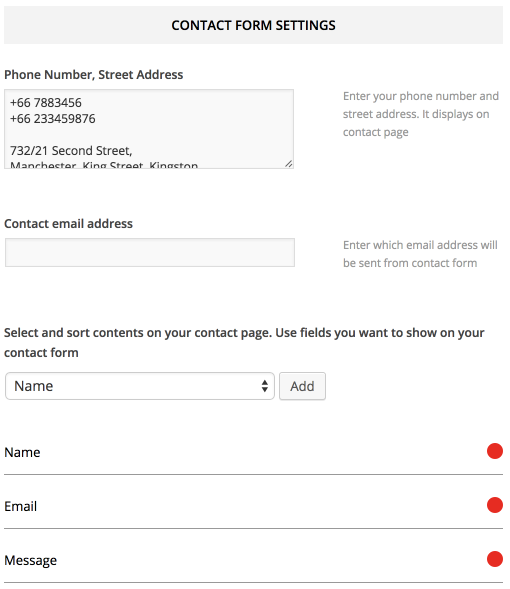 CONTACT FORM SETTINGS
Phone Number, Street Address
+66 7883456
+66 233459876
732/21 Second Street,
Manchester, King Street, Kingston
Enter your phone number and
street address. It displays on
contact page
Contact email address
Enter which email address will
be sent from contact form
Select and sort contents on your contact page. Use fields you want to show on your
contact form
Name
Add
Name
Email
Message